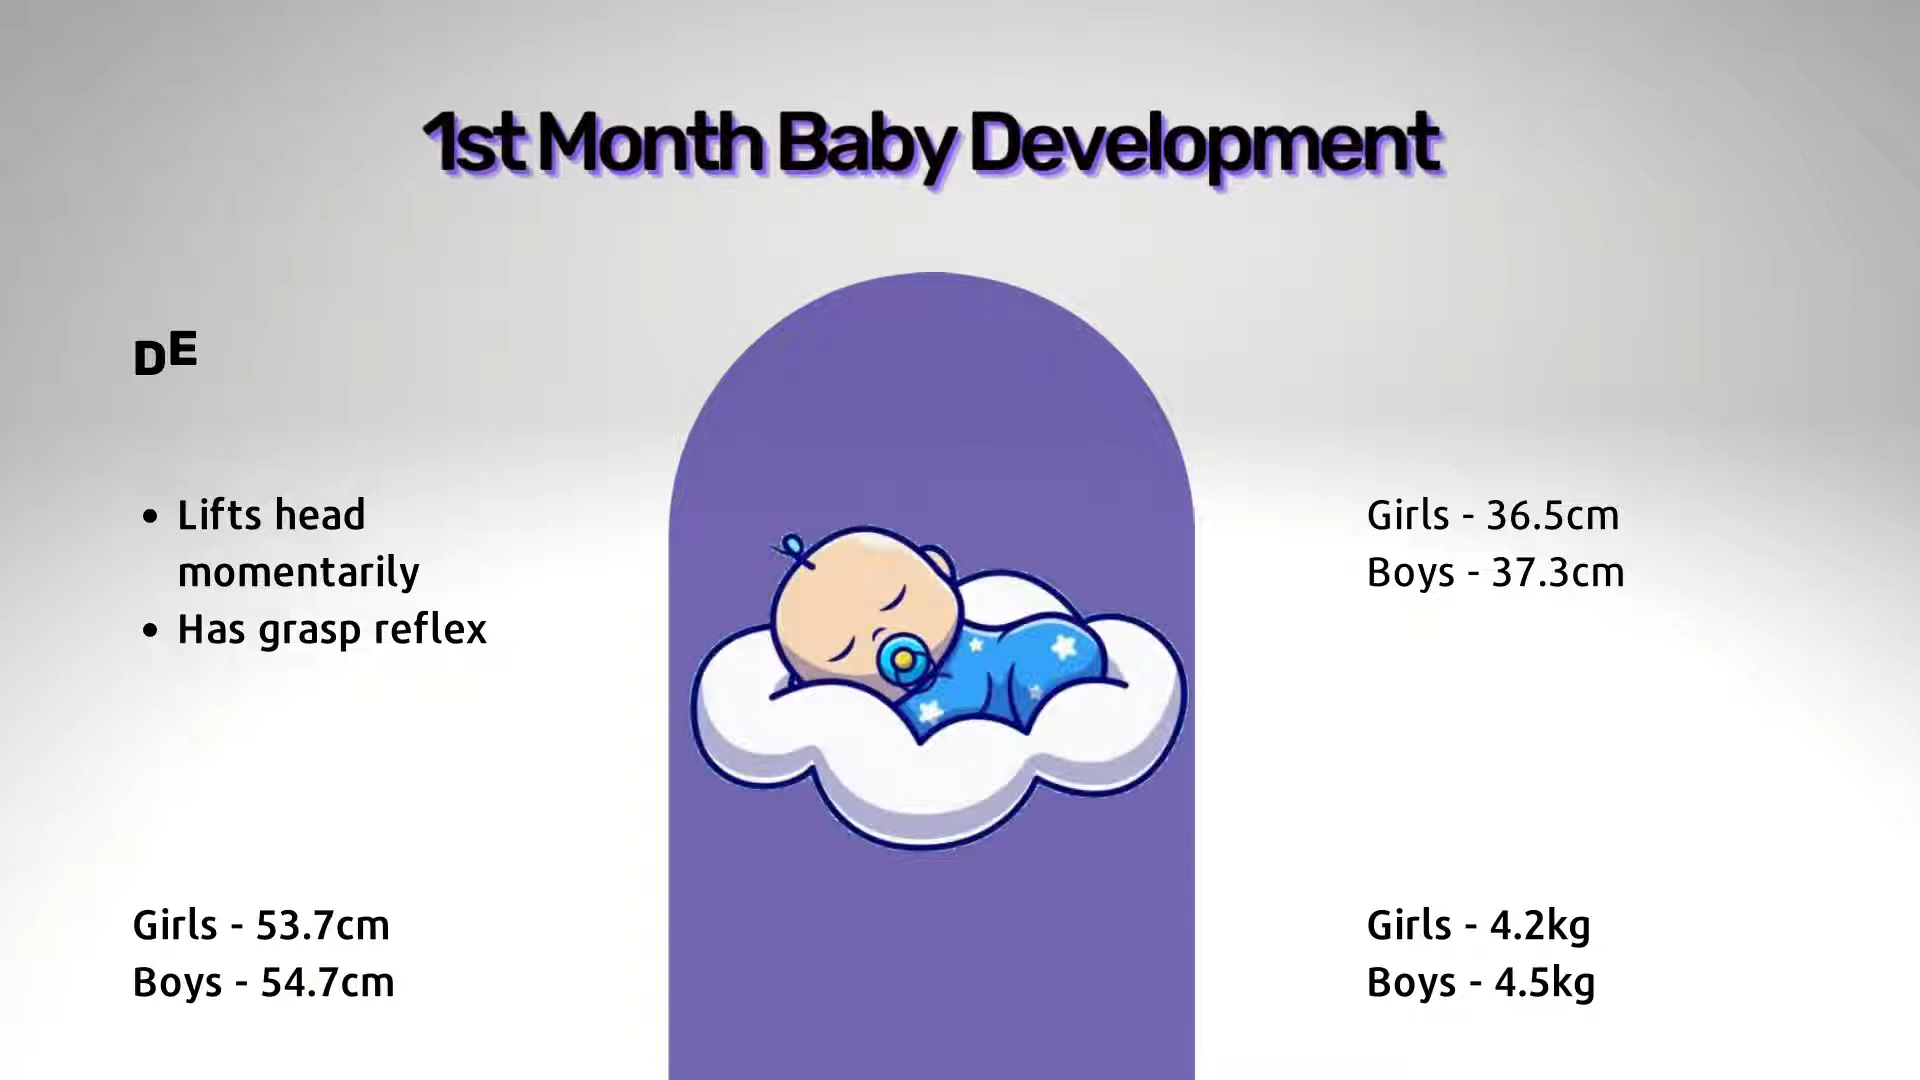 1st Month Baby Development
DE
• Lifts head
momentarily
• Has grasp reflex
Girls - 36.5cm
Boys - 37.3cm
Girls - 53.7cm
Boys - 54.7cm
Girls - 4.2kg
Boys - 4.5kg